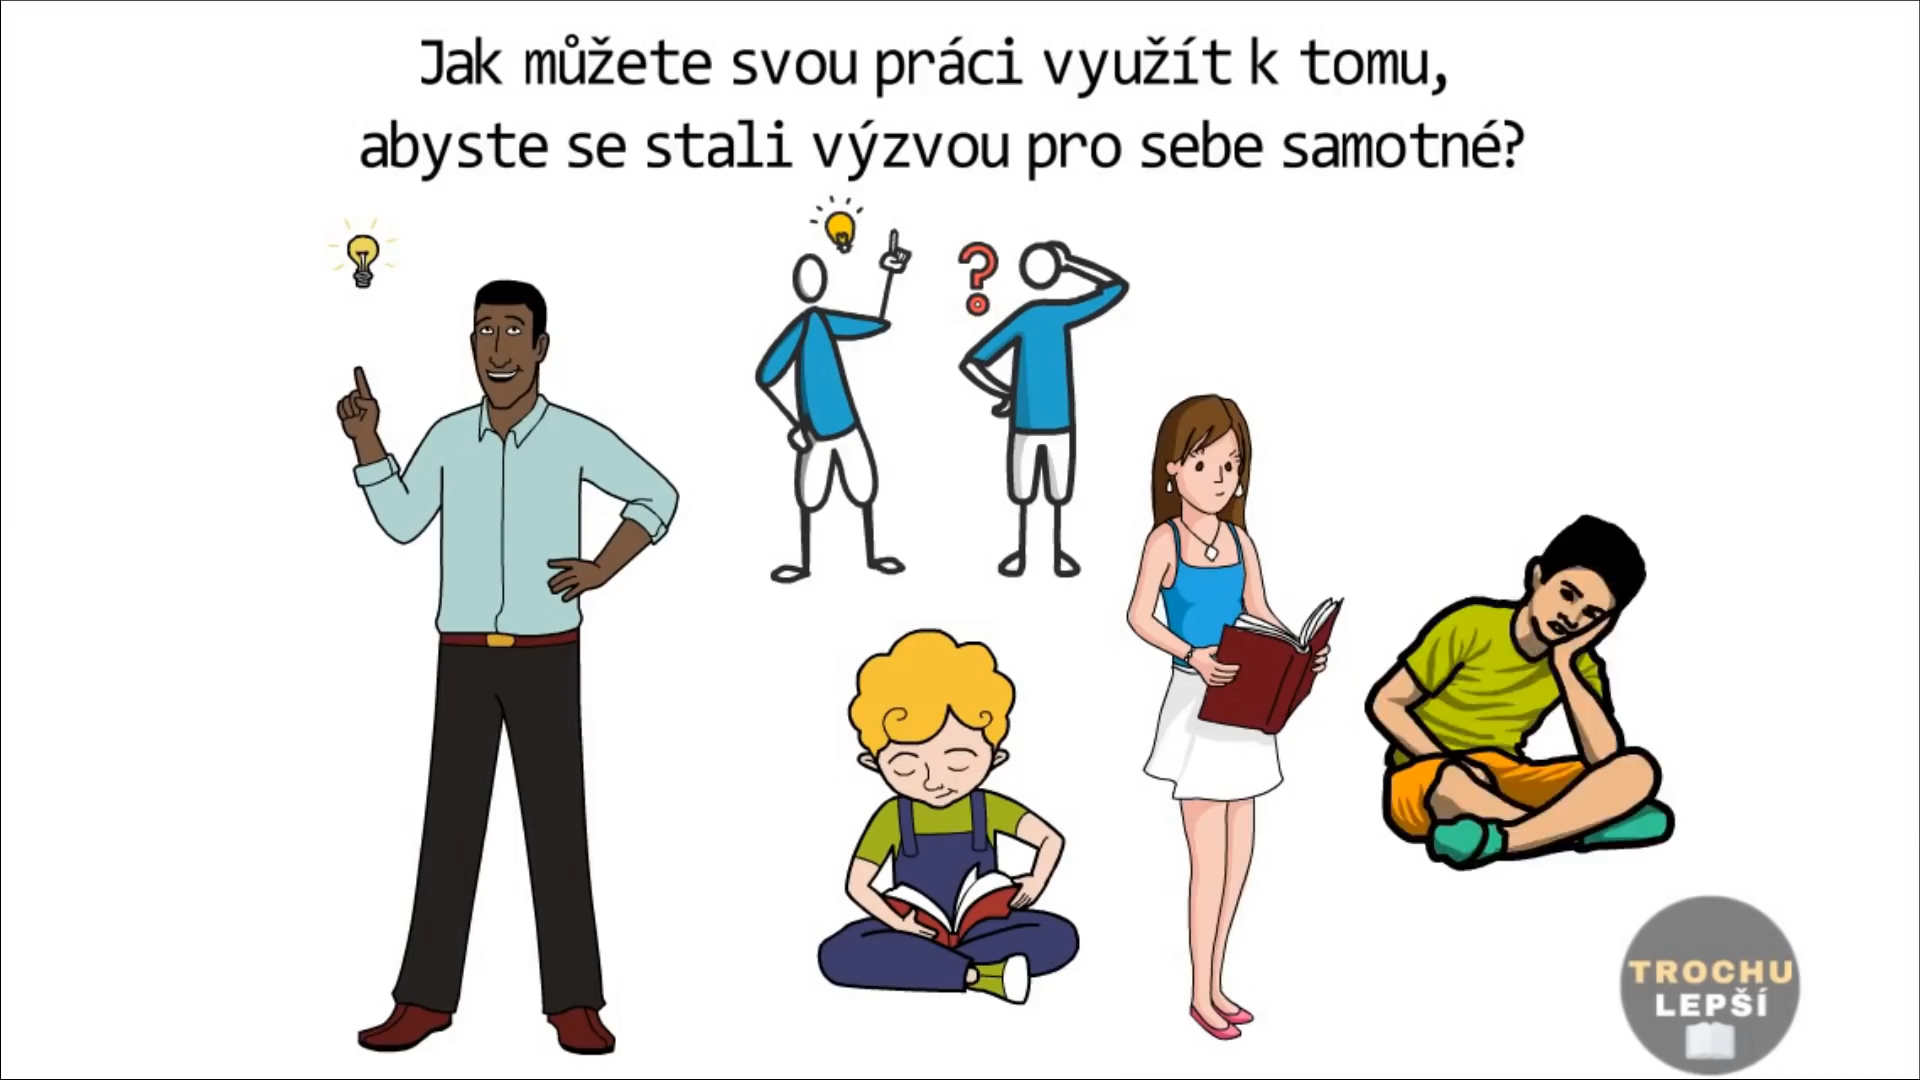 Jak můžete svou práci využít k tomu,
abyste se stali výzvou pro sebe samotné?
TROCHU
LEPŠÍ